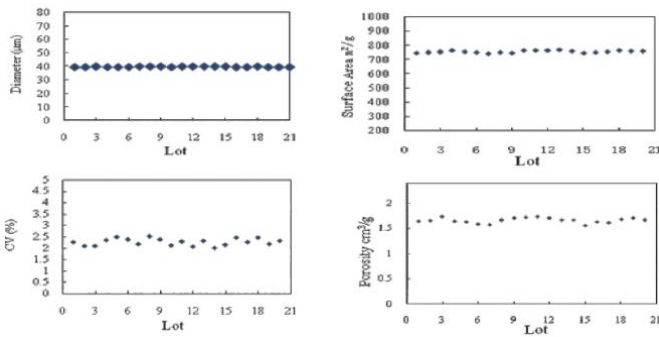 Diameter (µm)
80
70
60
50
40
30
20
10
0
0 3 6 9 12 15 18 21
Lot
Surface Area n²/g
1000
900
800
700
600
500
400
300
200
0 3 6 9 12 15 18 21
Lot
CV (%)
5
4.5
4
3.5
3
2.5
2
1.5
1
0.5
0
0 3 6 9 12 15 18 21
Lot
Porosity cm³/g
2
1.5
1
0.5
0
0 3 6 9 12 15 18 21
Lot